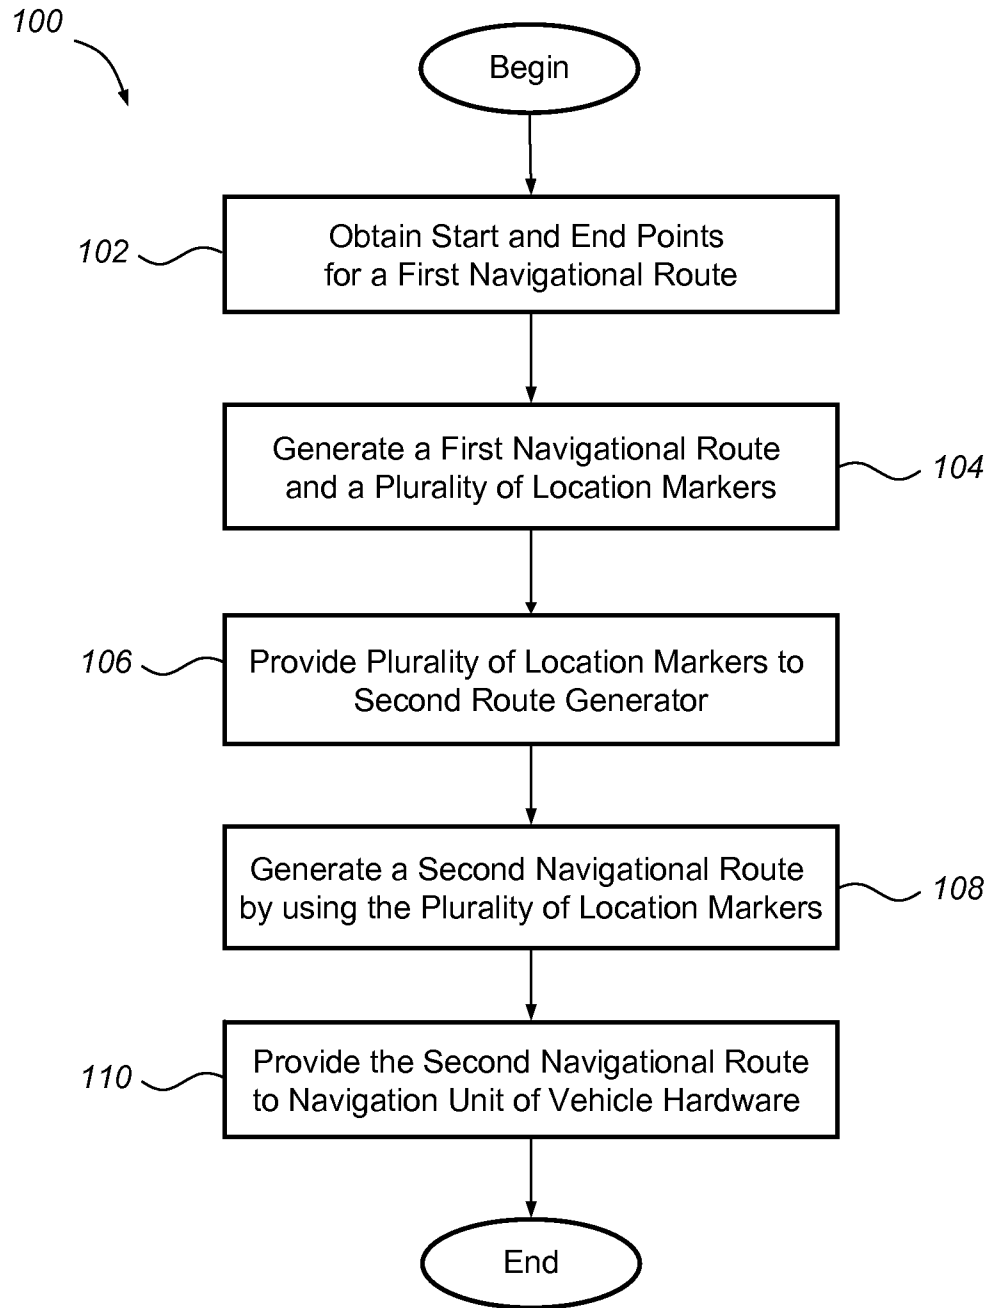 100
Begin
102
Obtain Start and End Points
for a First Navigational Route
Generate a First Navigational Route
and a Plurality of Location Markers
104
106
Provide Plurality of Location Markers to
Second Route Generator
Generate a Second Navigational Route
by using the Plurality of Location Markers
108
110
Provide the Second Navigational Route
to Navigation Unit of Vehicle Hardware
End